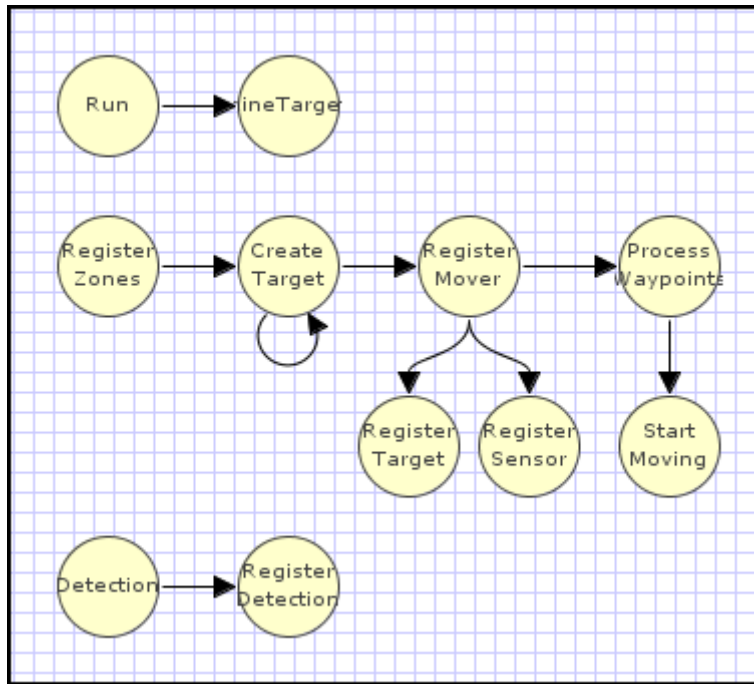 Run
ineTarge
Register
Zones
Create
Target
Register
Mover
Process
Waypoints
Register
Target
Register
Sensor
Start
Moving
Detection
Register
Detection